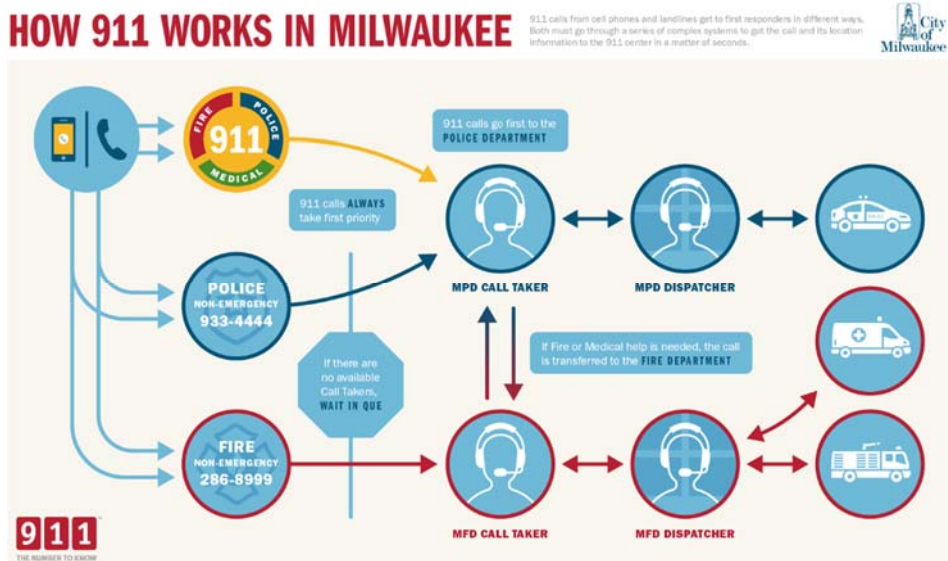 HOW 911 WORKS IN MILWAUKEE
911 calls from cell phones and landlines get to first responders in different ways.
Both must go through a series of complex systems to get the call and its location
information to the 911 center in a matter of seconds.
City
of
Milwaukee
FIRE
POLICE
911
MEDICAL
911 calls go first to the
POLICE DEPARTMENT
911 calls ALWAYS
take first priority
MPD CALL TAKER
MPD DISPATCHER
POLICE
NON-EMERGENCY
933-4444
If there are
no available
Call Takers,
WAIT IN QUE
If Fire or Medical help is needed, the call
is transferred to the FIRE DEPARTMENT
FIRE
NON-EMERGENCY
286-8999
MFD CALL TAKER
MFD DISPATCHER
911
THE NUMBER TO KNOW